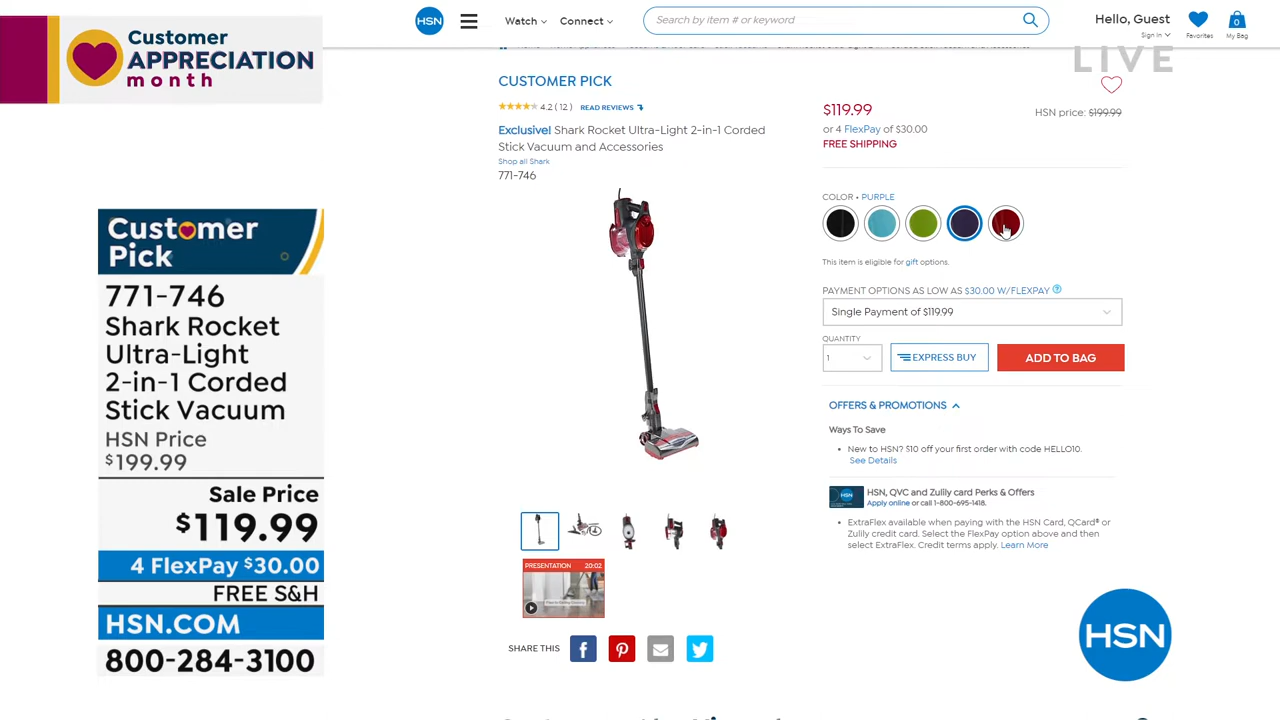 Customer
APPRECIATION
month
HSN
Watch
Connect
Search by item # or keyword
Hello, Guest
Sign In
Favorites
0
My Bag
LIVE
CUSTOMER PICK
4.2 (12) READ REVIEWS
Exclusive! Shark Rocket Ultra-Light 2-in-1 Corded
Stick Vacuum and Accessories
Shop all Shark
771-746
$119.99
HSN price: $199.99
or 4 FlexPay of $30.00
FREE SHIPPING
COLOR • PURPLE
This item is eligible for gift options.
PAYMENT OPTIONS AS LOW AS $30.00 W/FLEXPAY ?
Single Payment of $119.99
QUANTITY
1
EXPRESS BUY
ADD TO BAG
OFFERS & PROMOTIONS
Ways To Save
• New to HSN? $10 off your first order with code HELLO10.
See Details
HSN
HSN, QVC and Zulily card Perks & Offers
Apply online or call 1-800-695-1418.
• ExtraFlex available when paying with the HSN Card, QCard® or
Zulily credit card. Select the FlexPay option above and then
select ExtraFlex. Credit terms apply. Learn More
PRESENTATION 20:02
SHARE THIS
Customer
Pick
771-746
Shark Rocket
Ultra-Light
2-in-1 Corded
Stick Vacuum
HSN Price
$199.99
Sale Price
$119.99
4 FlexPay $30.00
FREE S&H
HSN.COM
800-284-3100
HSN